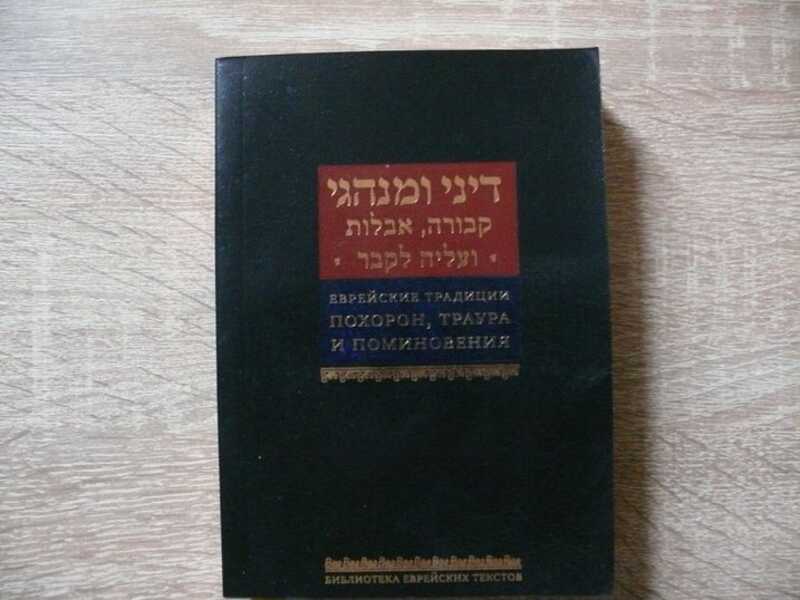 דיני ומנהגי
קבורה, אבלות
ועליה לקבר
ЕВРЕЙСКИЕ ТРАДИЦИИ
ПОХОРОН, ТРАУРА
И ПОМИНОВЕНИЯ
БИБЛИОТЕКА ЕВРЕЙСКИХ ТЕКСТОВ